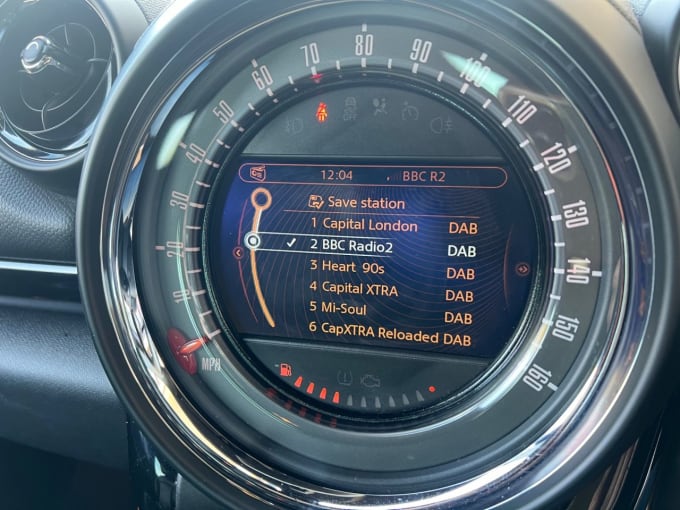 12:04 . BBC R2
Save station
1 Capital London DAB
✓ 2 BBC Radio2 DAB
3 Heart 90s DAB
4 Capital XTRA DAB
5 Mi-Soul DAB
6 CapXTRA Reloaded DAB
10
20
30
40
50
60
70
80
90
100
110
120
130
140
150
160
MPH